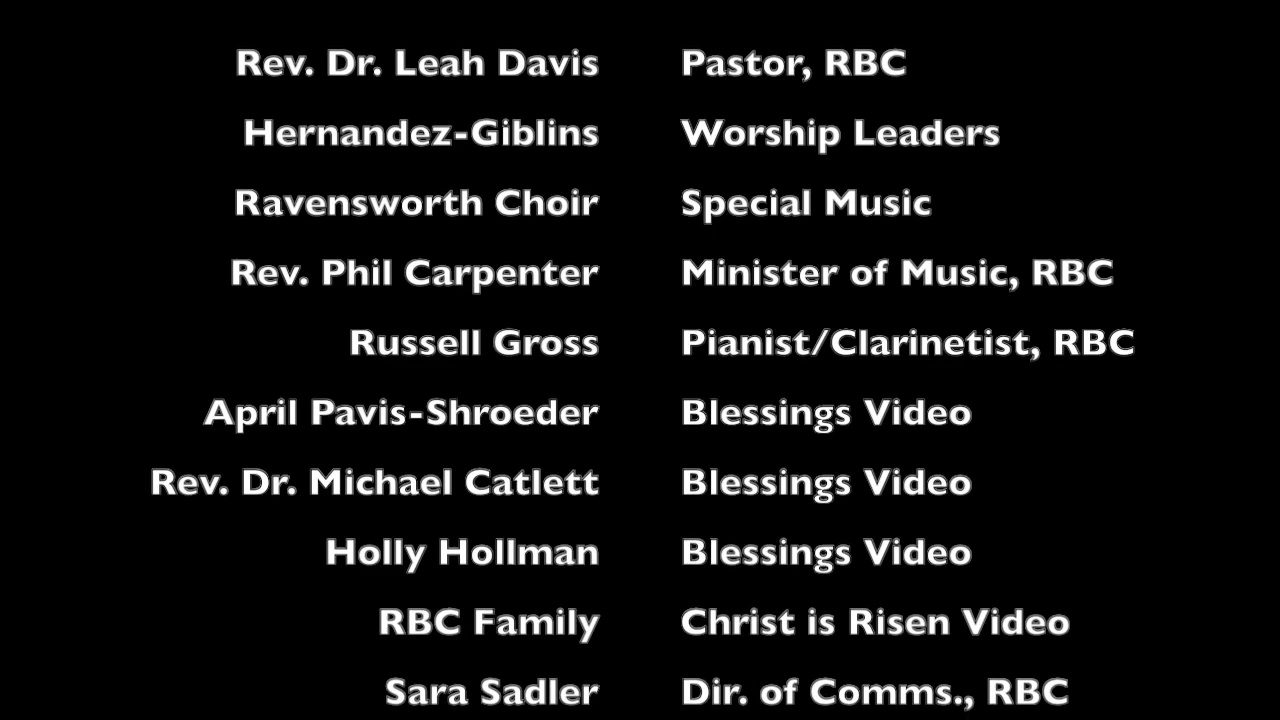 Rev. Dr. Leah Davis Pastor, RBC
Hernandez-Giblins Worship Leaders
Ravensworth Choir Special Music
Rev. Phil Carpenter Minister of Music, RBC
Russell Gross Pianist/Clarinetist, RBC
April Pavis-Shroeder Blessings Video
Rev. Dr. Michael Catlett Blessings Video
Holly Hollman Blessings Video
RBC Family Christ is Risen Video
Sara Sadler Dir. of Comms., RBC